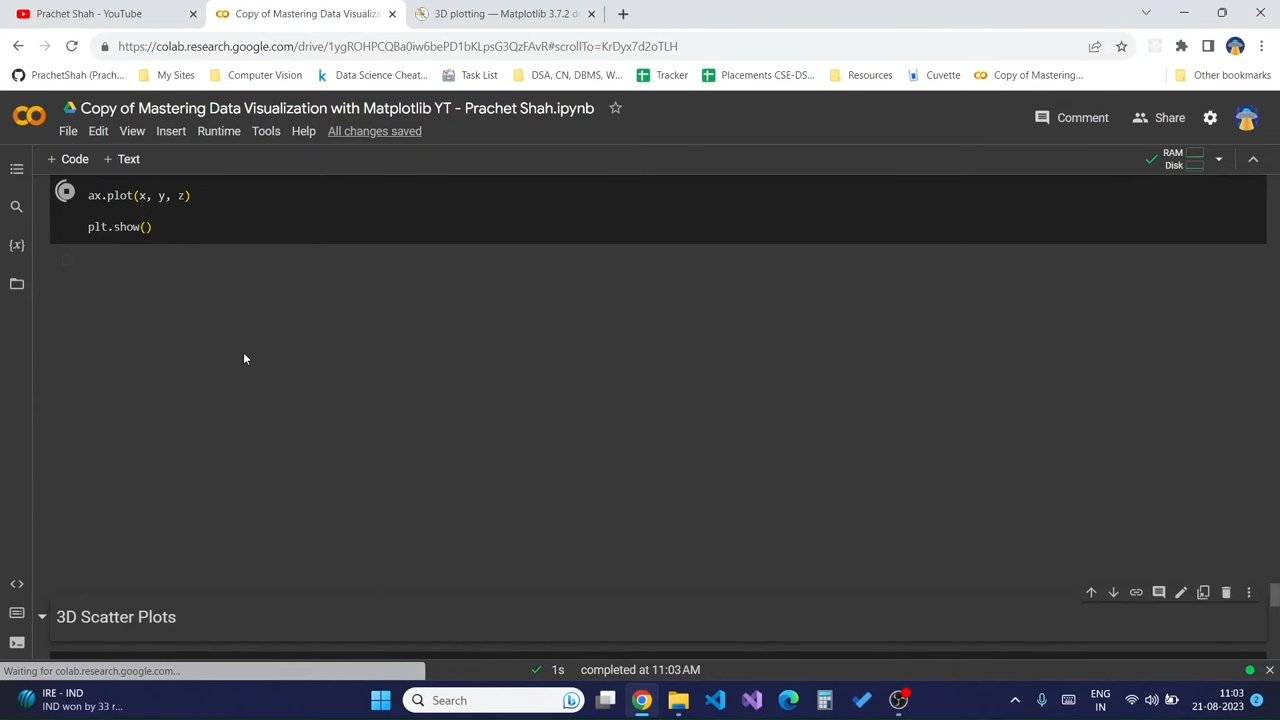 Prachet Shah - YouTube
Copy of Mastering Data Visualiza
3D plotting — Matplotlib 3.7.2 d
https://colab.research.google.com/drive/1ygROHPCQBa0iw6bePD1bKLpsG3QzFAvR#scrollTo=KrDyx7d2oTLH
PrachetShah (Prach...
My Sites
Computer Vision
Data Science Cheat...
Task List
DSA, CN, DBMS, W...
Tracker
Placements CSE-DS...
Resources
Cuvette
Copy of Mastering...
Other bookmarks
Copy of Mastering Data Visualization with Matplotlib YT - Prachet Shah.ipynb
Comment
Share
File Edit View Insert Runtime Tools Help All changes saved
+ Code + Text
RAM
Disk
ax.plot(x, y, z)
plt.show()
3D Scatter Plots
Waiting for colab.research.google.com...
1s completed at 11:03 AM
IRE - IND
IND won by 33 r...
Search
ENG
IN
11:03
21-08-2023
2